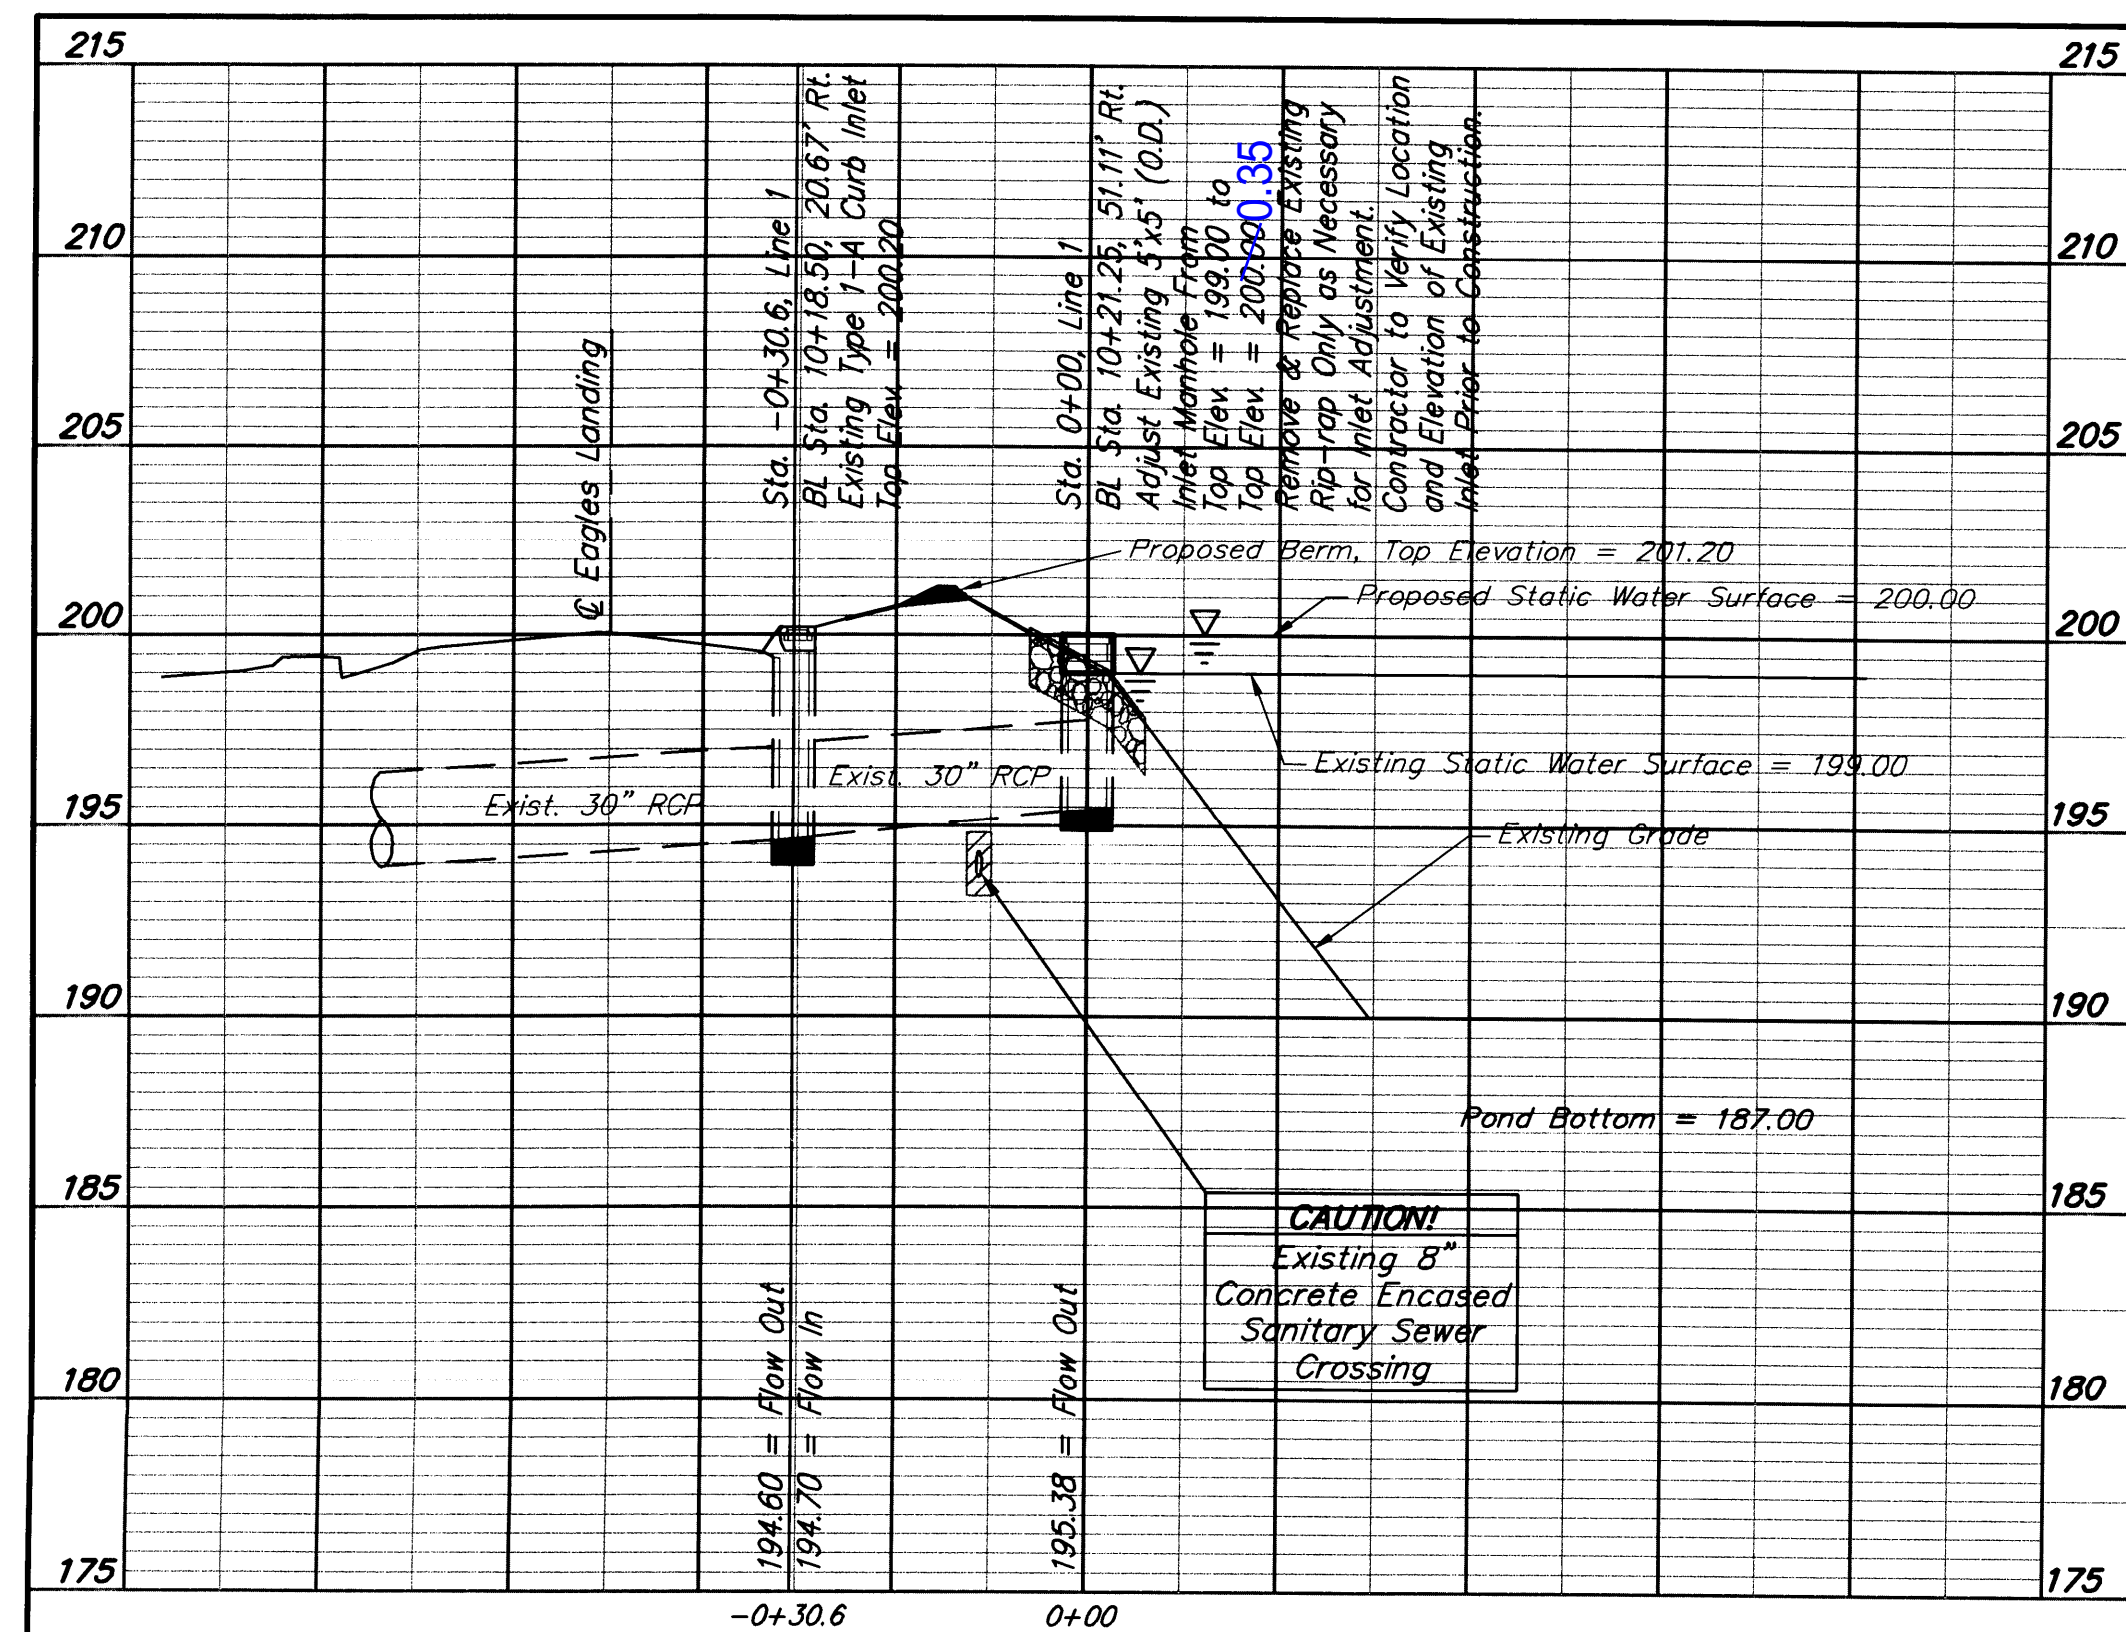 215
215
210
210
205
205
200
200
195
195
190
190
185
185
180
180
175
175
℄ Eagles Landing
Sta. -0+30.6, Line 1
BL Sta. 10+18.50, 20.67' Rt.
Existing Type 1-A Curb Inlet
Top Elev. = 200.20
Sta. 0+00, Line 1
BL Sta. 10+21.25, 51.11' Rt.
Adjust Existing 5'x5' (O.D.)
Inlet Manhole From
Top Elev. = 199.00 to
Top Elev. = 200.00 0.35
Remove & Replace Existing
Rip-rap Only as Necessary
for Inlet Adjustment.
Contractor to Verify Location
and Elevation of Existing
Inlet Prior to Construction.
Proposed Berm, Top Elevation = 201.20
Proposed Static Water Surface = 200.00
Existing Static Water Surface = 199.00
Exist. 30" RCP
Exist. 30" RCP
Existing Grade
Pond Bottom = 187.00
CAUTION!
Existing 8"
Concrete Encased
Sanitary Sewer
Crossing
194.60 = Flow Out
194.70 = Flow In
195.38 = Flow Out
-0+30.6
0+00